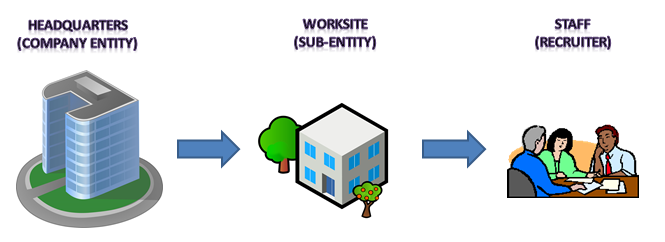 HEADQUARTERS
(COMPANY ENTITY)
WORKSITE
(SUB-ENTITY)
STAFF
(RECRUITER)